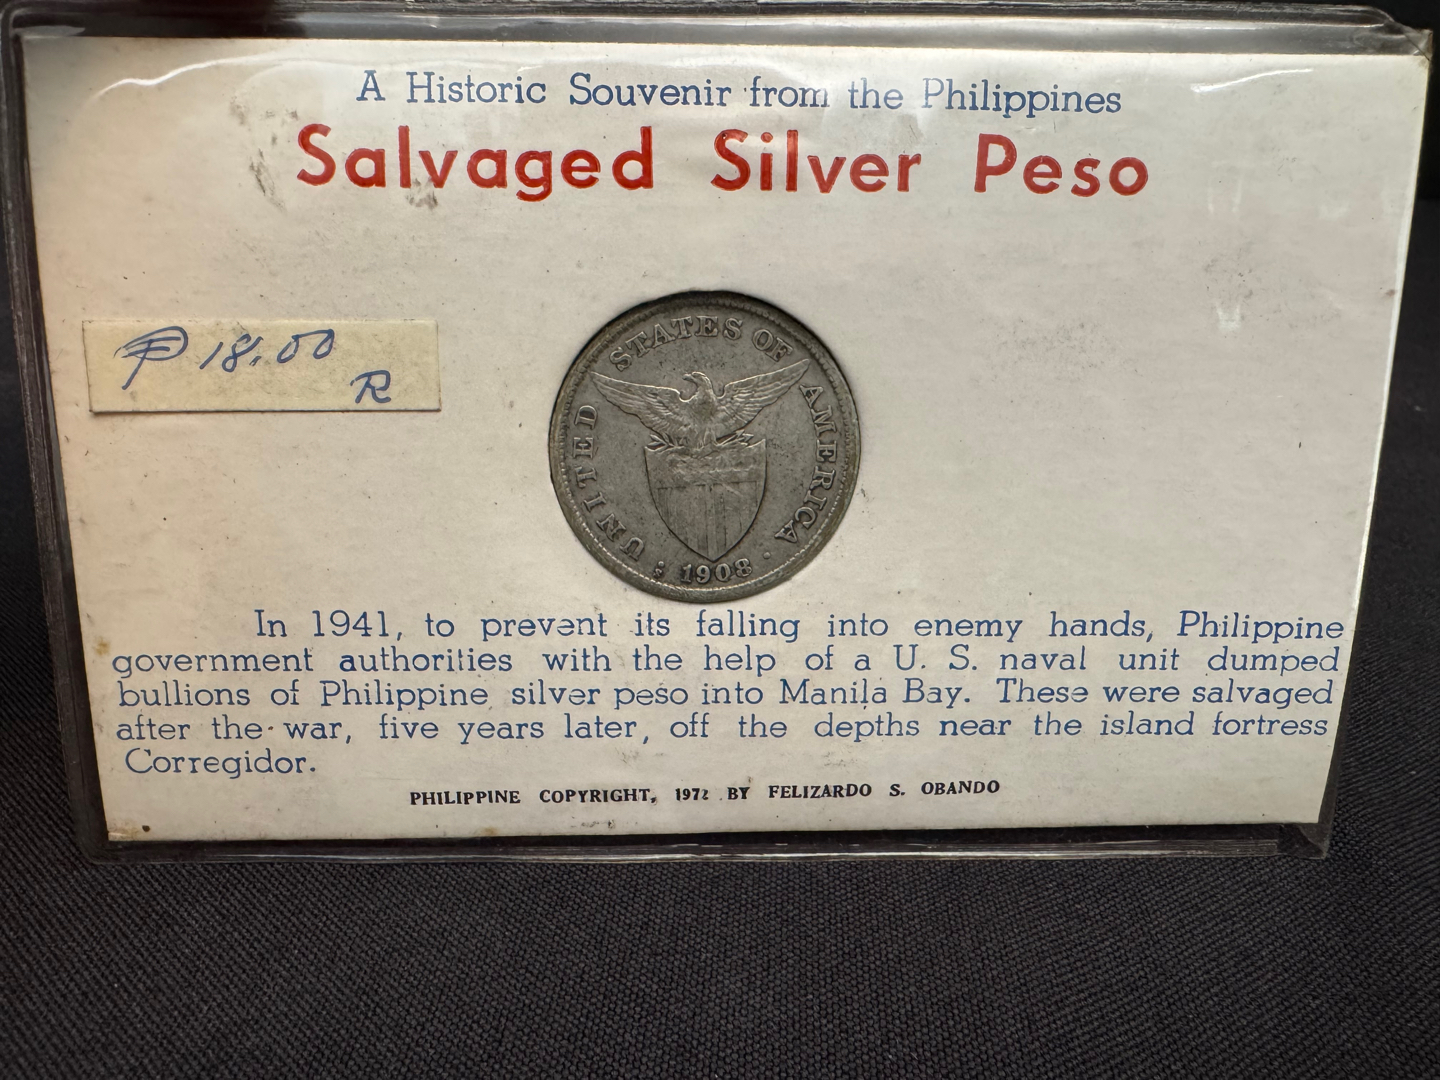 A Historic Souvenir from the Philippines
Salvaged Silver Peso
₱ 18.00
R
UNITED STATES OF AMERICA
1908
In 1941, to prevent its falling into enemy hands, Philippine
government authorities with the help of a U. S. naval unit dumped
bullions of Philippine silver peso into Manila Bay. These were salvaged
after the war, five years later, off the depths near the island fortress
Corregidor.
PHILIPPINE COPYRIGHT, 1972 BY FELIZARDO S. OBANDO